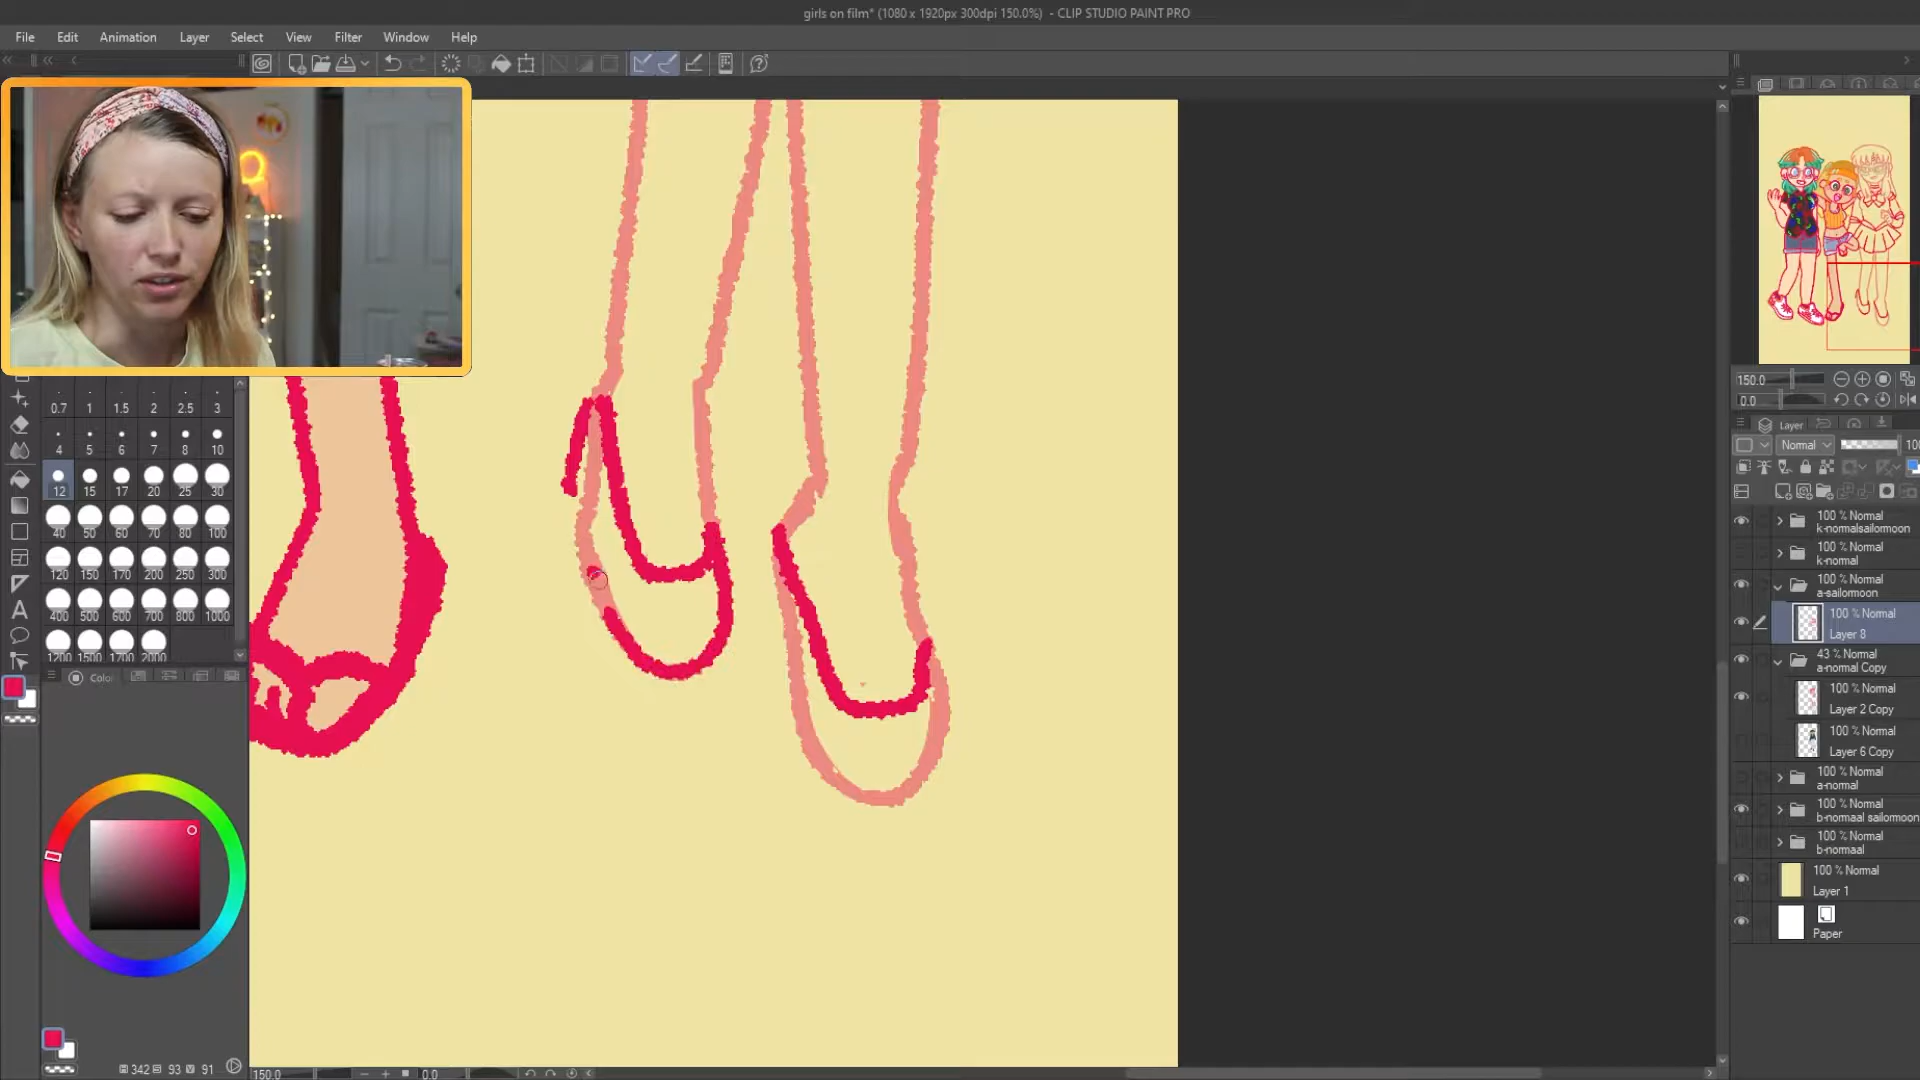 girls on film* (1080 x 1920px 300dpi 150.0%) - CLIP STUDIO PAINT PRO
File Edit Animation Layer Select View Filter Window Help
0.7 1 1.5 2 2.5 3
4 5 6 7 8 10
12 15 17 20 25 30
40 50 60 70 80 100
120 150 170 200 250 300
400 500 600 700 800 1000
1200 1500 1700 2000
Colo
342 93 91
150.0 0.0
150.0
0.0
Layer
Normal 100
100 % Normal
k-normalsailormoon
100 % Normal
k-normal
100 % Normal
a-sailormoon
100 % Normal
Layer 8
43 % Normal
a-normal Copy
100 % Normal
Layer 2 Copy
100 % Normal
Layer 6 Copy
100 % Normal
a-normal
100 % Normal
b-normaal sailormoon
100 % Normal
b-normaal
100 % Normal
Layer 1
Paper